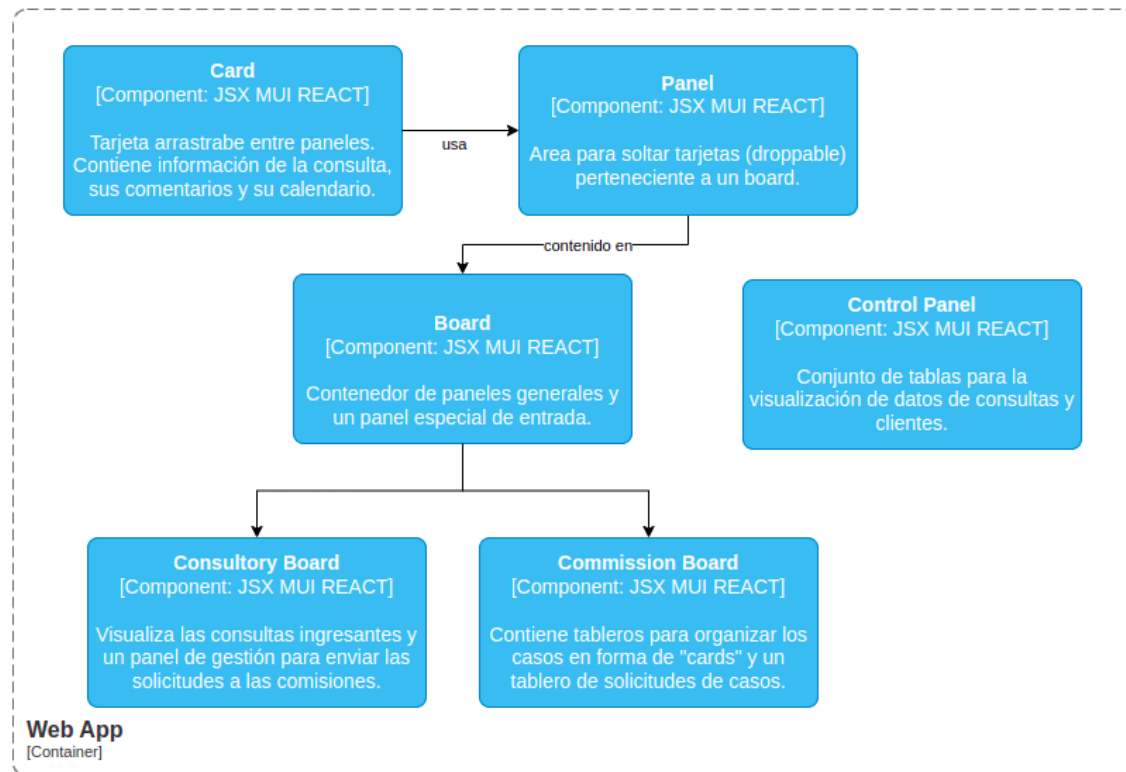 Card
[Component: JSX MUI REACT]
Tarjeta arrastrabe entre paneles.
Contiene información de la consulta,
sus comentarios y su calendario.
usa
Panel
[Component: JSX MUI REACT]
Area para soltar tarjetas (droppable)
perteneciente a un board.
contenido en
Board
[Component: JSX MUI REACT]
Contenedor de paneles generales y
un panel especial de entrada.
Control Panel
[Component: JSX MUI REACT]
Conjunto de tablas para la
visualización de datos de consultas y
clientes.
Consultory Board
[Component: JSX MUI REACT]
Visualiza las consultas ingresantes y
un panel de gestión para enviar las
solicitudes a las comisiones.
Commission Board
[Component: JSX MUI REACT]
Contiene tableros para organizar los
casos en forma de "cards" y un
tablero de solicitudes de casos.
Web App
[Container]